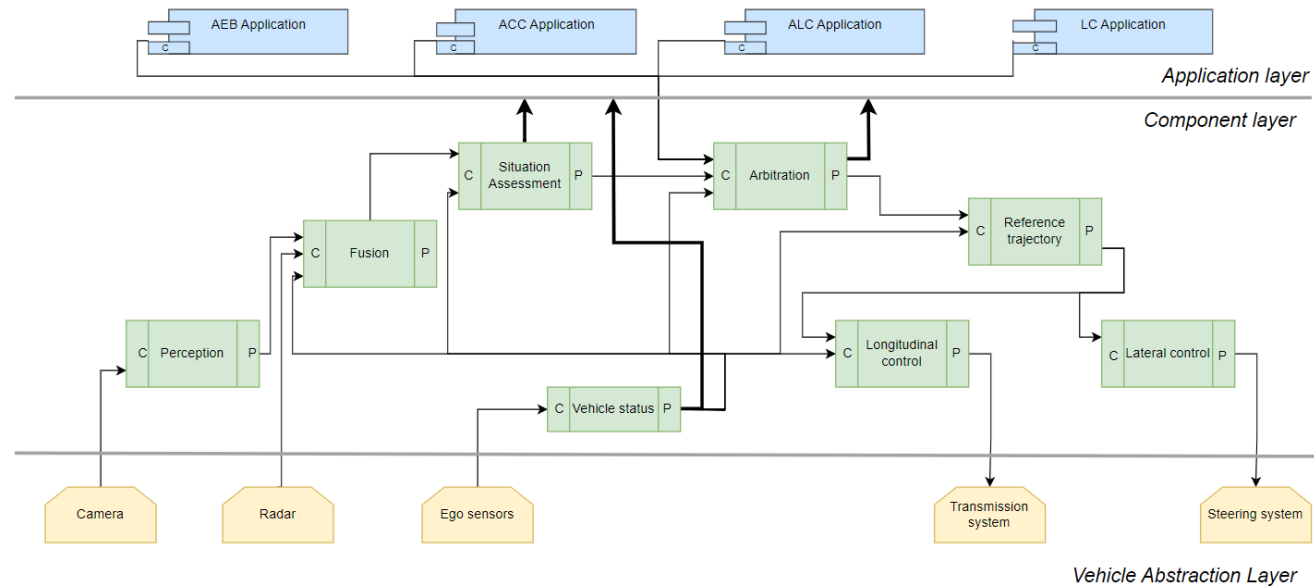 AEB Application
C
ACC Application
C
ALC Application
C
LC Application
C
Application layer
Component layer
C
Situation
Assessment
P
C
Arbitration
P
C
Reference
trajectory
P
C
Fusion
P
C
Perception
P
C
Longitudinal
control
P
C
Lateral control
P
C
Vehicle status
P
Camera
Radar
Ego sensors
Transmission
system
Steering system
Vehicle Abstraction Layer